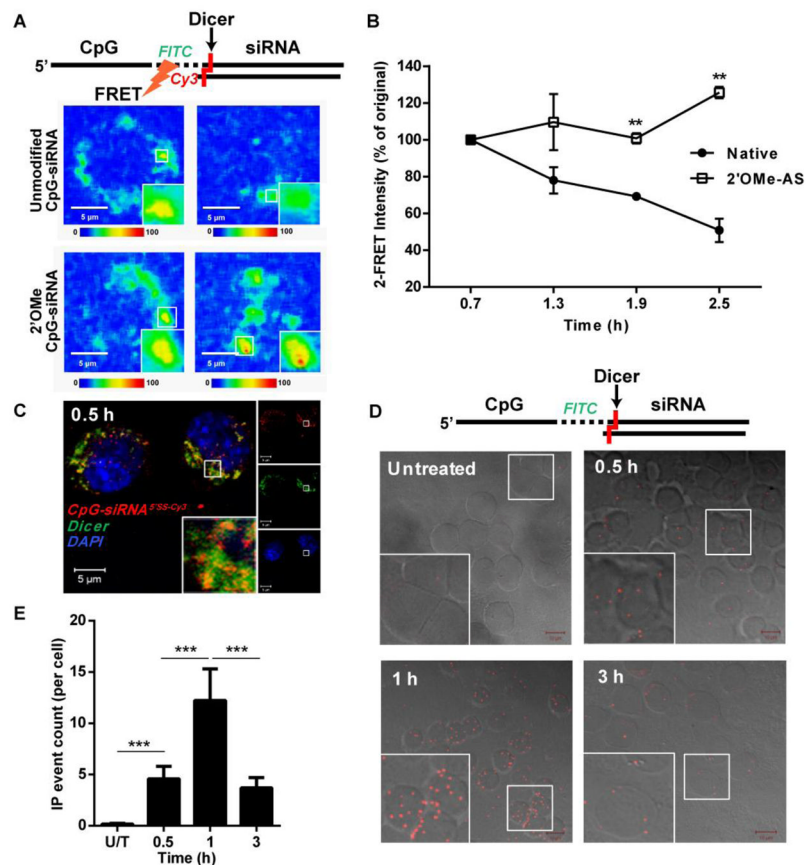 A
Dicer
CpG
FITC
siRNA
5’
Cy3
FRET
Unmodified
CpG-siRNA
5 µm
5 µm
0
100
0
100
2’OMe
CpG-siRNA
5 µm
5 µm
0
100
0
100
B
2-FRET Intensity (% of original)
140
120
100
80
60
40
20
**
**
Native
2'OMe-AS
0.7
1.3
1.9
2.5
Time (h)
C
0.5 h
CpG-siRNA5’SS-Cy3
Dicer
DAPI
5 µm
D
Dicer
CpG
FITC
siRNA
5’
Untreated
0.5 h
1 h
3 h
E
IP event count (per cell)
20
15
10
5
0
***
***
***
U/T
0.5
1
3
Time (h)